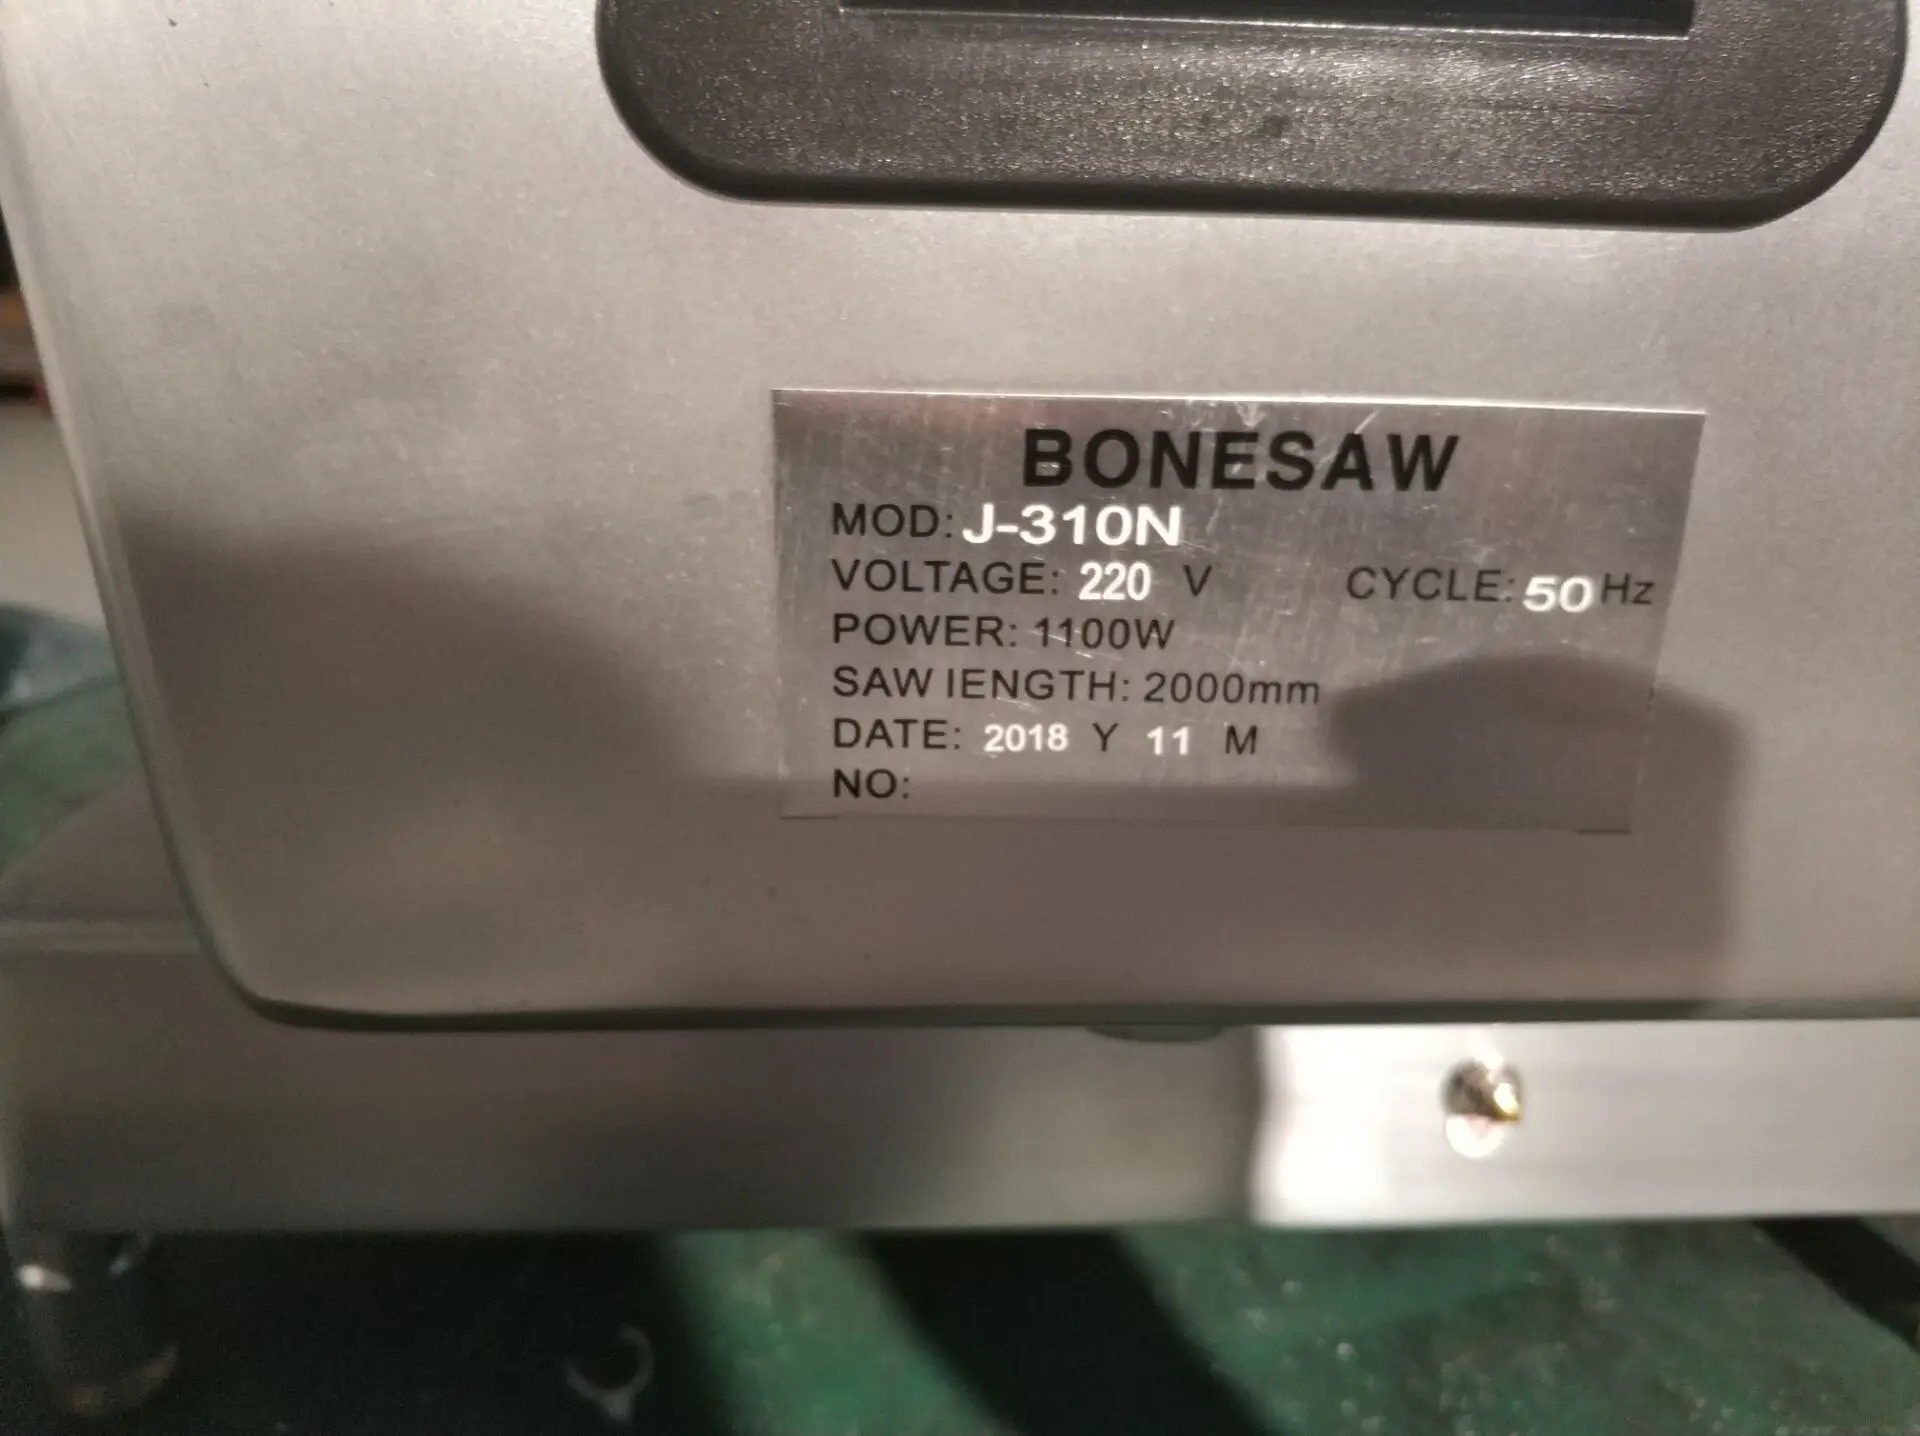 BONESAW
MOD: J-310N
VOLTAGE: 220 V CYCLE: 50 Hz
POWER: 1100W
SAW IENGTH: 2000mm
DATE: 2018 Y 11 M
NO: